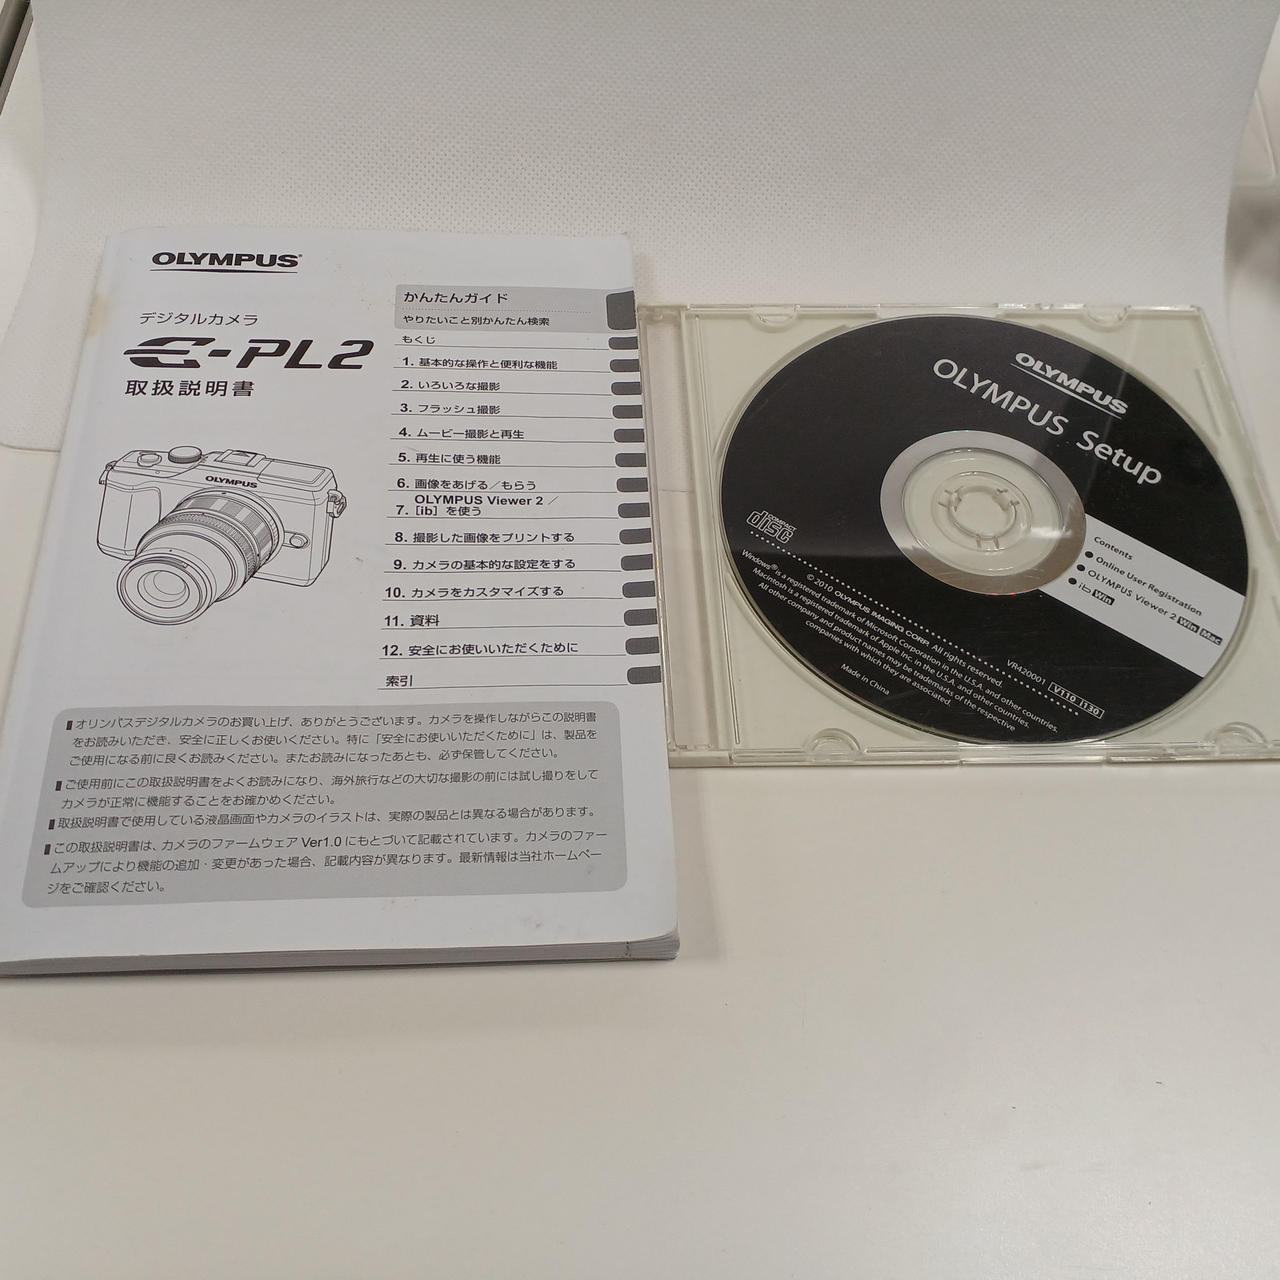 OLYMPUS
デジタルカメラ
E-PL2
取扱説明書
OLYMPUS
かんたんガイド
やりたいこと別かんたん検索
もくじ
1. 基本的な操作と便利な機能
2. いろいろな撮影
3. フラッシュ撮影
4. ムービー撮影と再生
5. 再生に使う機能
6. 画像をあげる／もらう
7. OLYMPUS Viewer 2 ／
[ib] を使う
8. 撮影した画像をプリントする
9. カメラの基本的な設定をする
10. カメラをカスタマイズする
11. 資料
12. 安全にお使いいただくために
索引
オリンパスデジタルカメラのお買い上げ、ありがとうございます。カメラを操作しながらこの説明書
をお読みいただき、安全に正しくお使いください。特に「安全にお使いいただくために」は、製品を
ご使用になる前に良くお読みください。またお読みになったあとも、必ず保管してください。
ご使用前にこの取扱説明書をよくお読みになり、海外旅行などの大切な撮影の前には試し撮りをして
カメラが正常に機能することをお確かめください。
取扱説明書で使用している液晶画面やカメラのイラストは、実際の製品とは異なる場合があります。
この取扱説明書は、カメラのファームウェア Ver1.0 にもとづいて記載されています。カメラのファー
ムアップにより機能の追加・変更があった場合、記載内容が異なります。最新情報は当社ホームペー
ジをご確認ください。
OLYMPUS
OLYMPUS Setup
COMPACT
disc
Contents
● Online User Registration
● OLYMPUS Viewer 2 Win Mac
● ib Win
© 2010 OLYMPUS IMAGING CORP. All rights reserved.
Windows® is a registered trademark of Microsoft Corporation in the U.S.A. and other countries.
Macintosh is a registered trademark of Apple Inc. in the U.S.A. and other countries.
All other company and product names may be trademarks of the respective
companies with which they are associated.
Made in China
VR420001 V110 I130